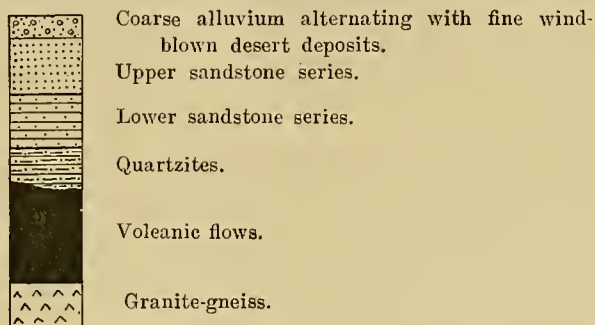 Coarse alluvium alternating with fine wind-
blown desert deposits.
Upper sandstone series.
Lower sandstone series.
Quartzites.
Voleanic flows.
Granite-gneiss.